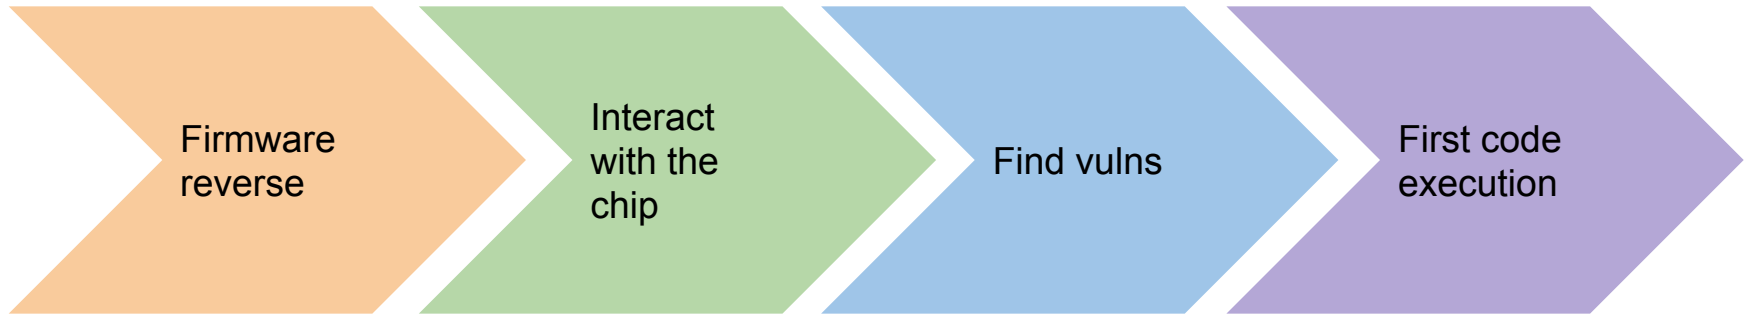 Firmware
reverse
Interact
with the
chip
Find vulns
First code
execution